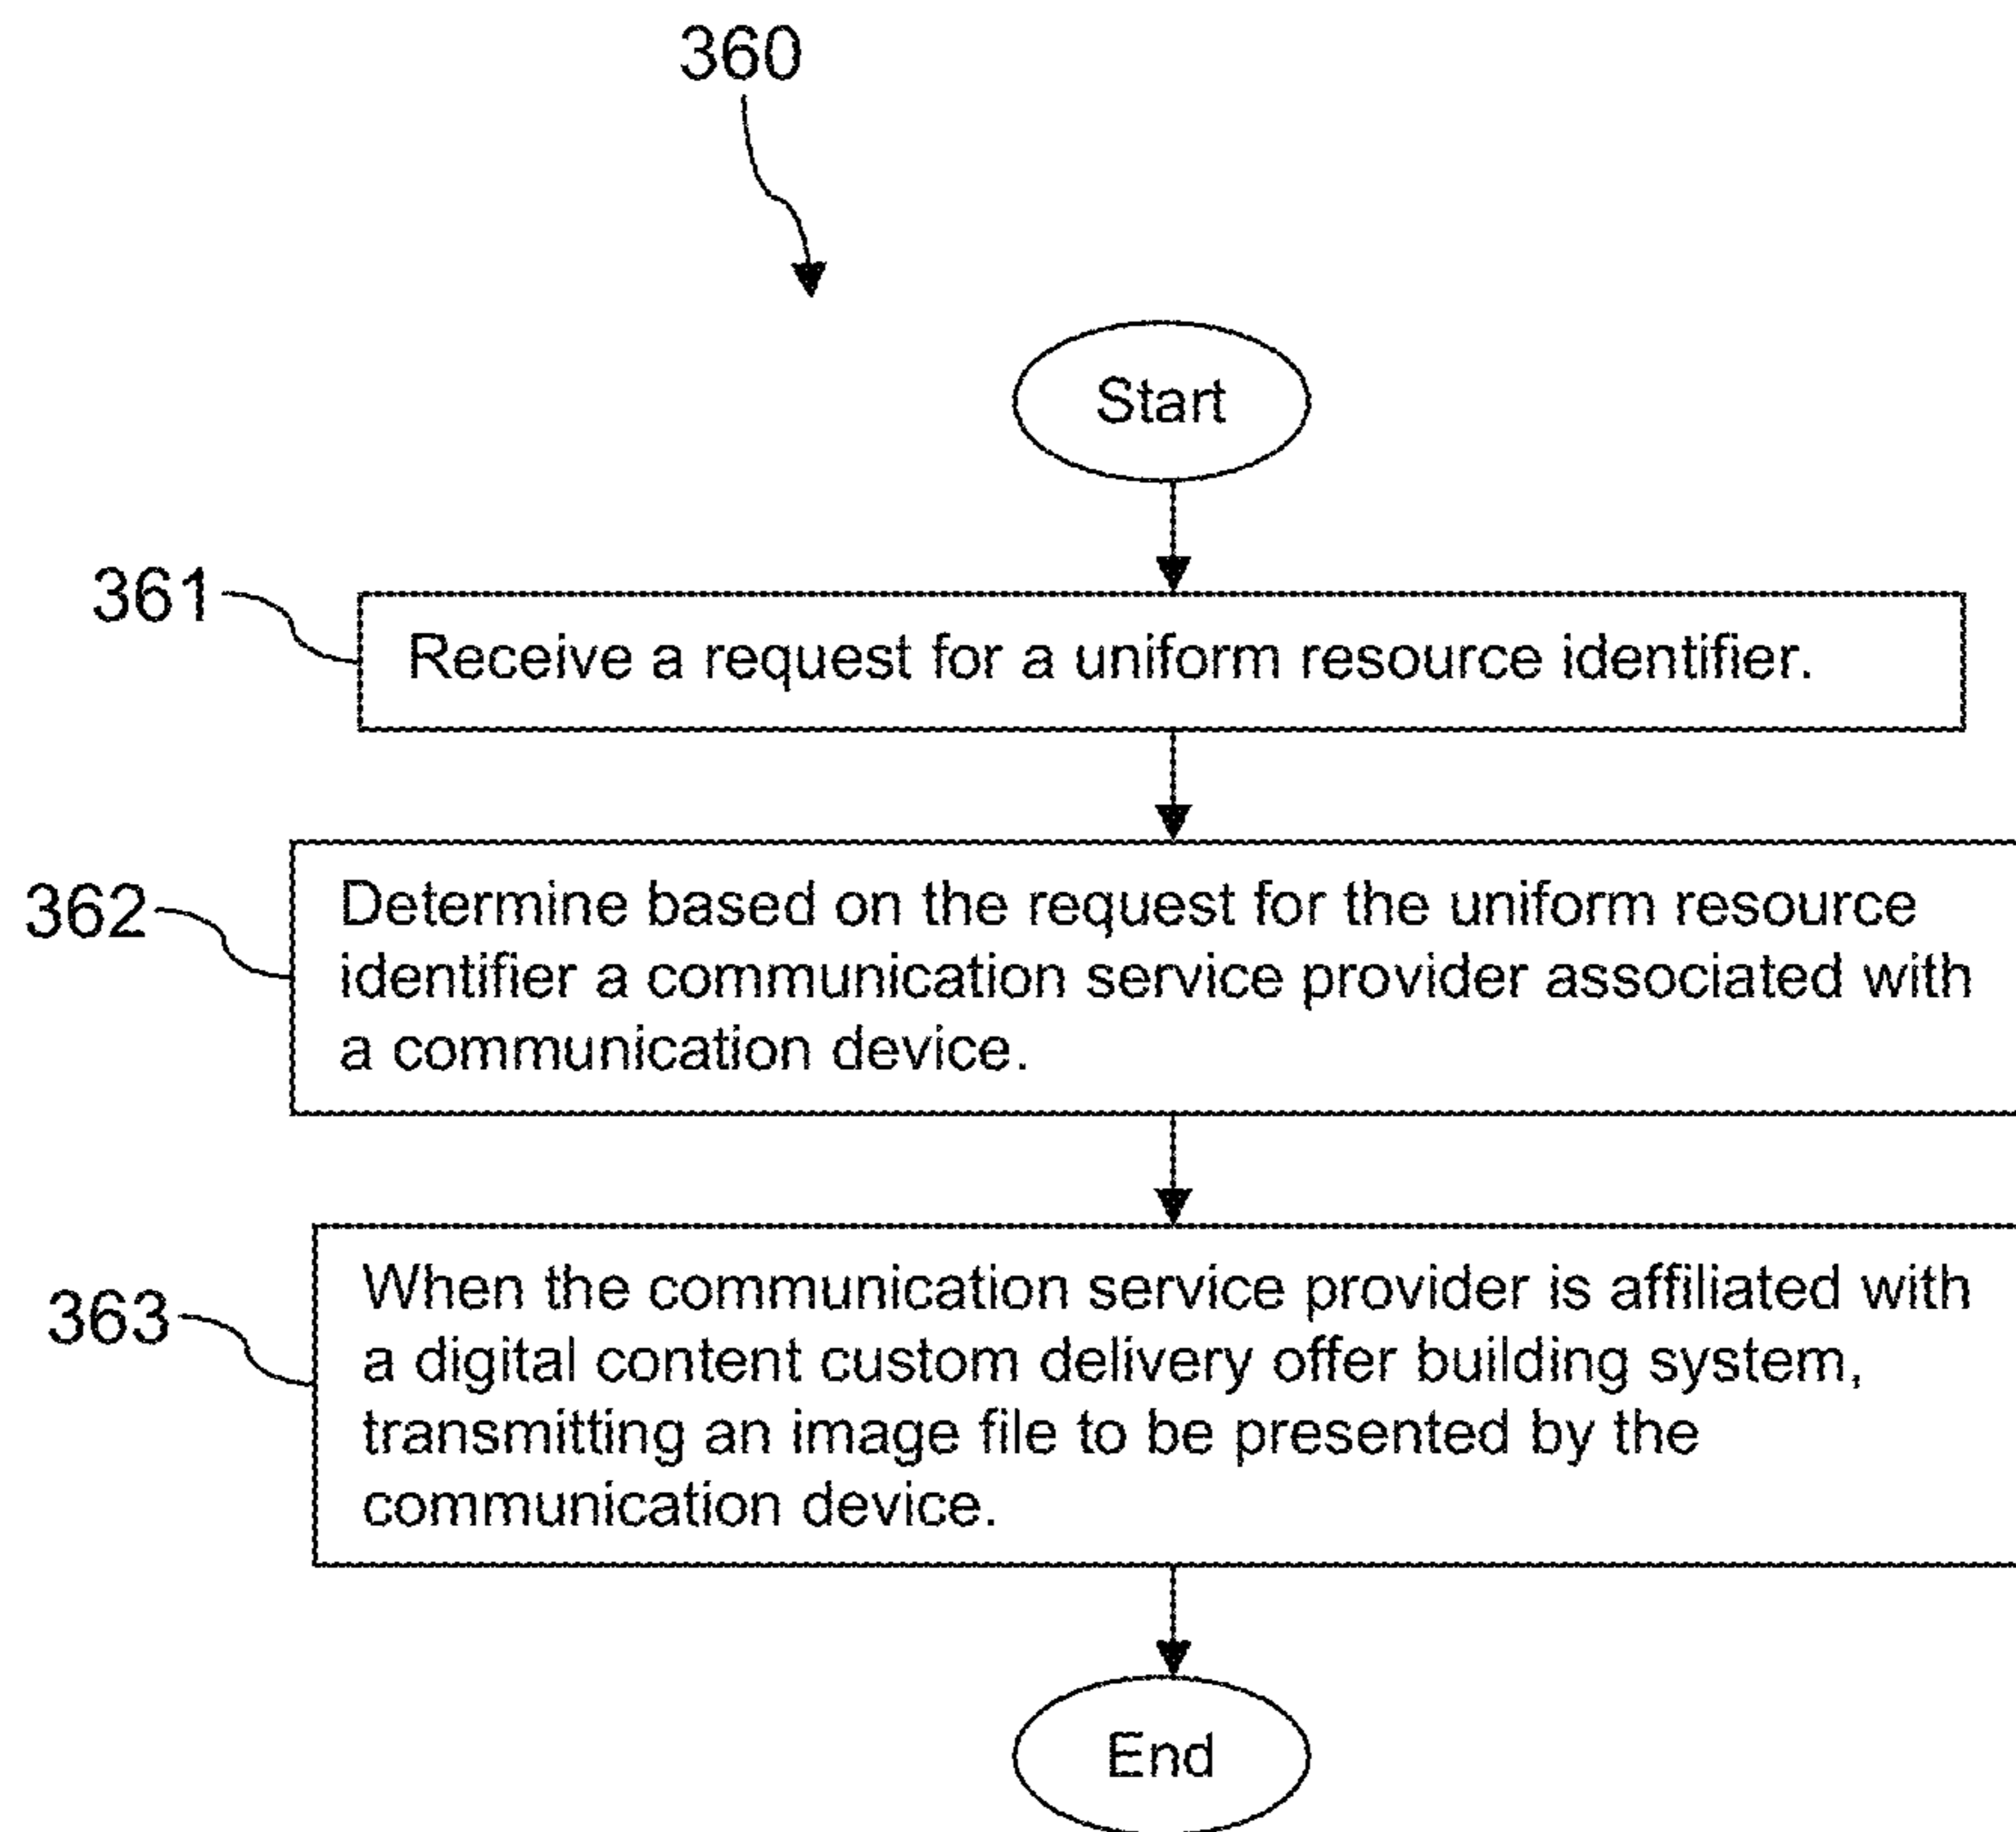 360
Start
361
Receive a request for a uniform resource identifier.
362
Determine based on the request for the uniform resource
identifier a communication service provider associated with
a communication device.
363
When the communication service provider is affiliated with
a digital content custom delivery offer building system,
transmitting an image file to be presented by the
communication device.
End